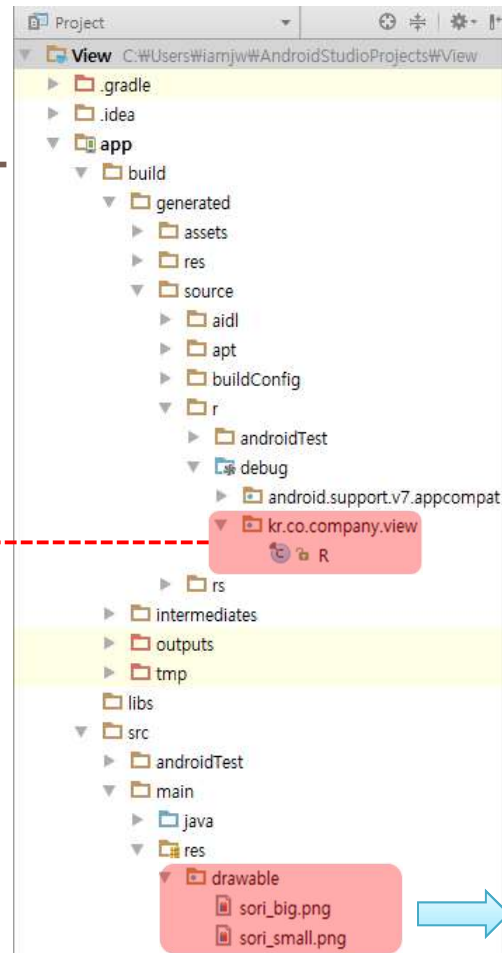 Project
View C:₩Users₩iamjw₩AndroidStudioProjects₩View
.gradle
.idea
app
build
generated
assets
res
source
aidl
apt
buildConfig
r
androidTest
debug
android.support.v7.appcompat
kr.co.company.view
R
rs
intermediates
outputs
tmp
libs
src
androidTest
main
java
res
drawable
sori_big.png
sori_small.png